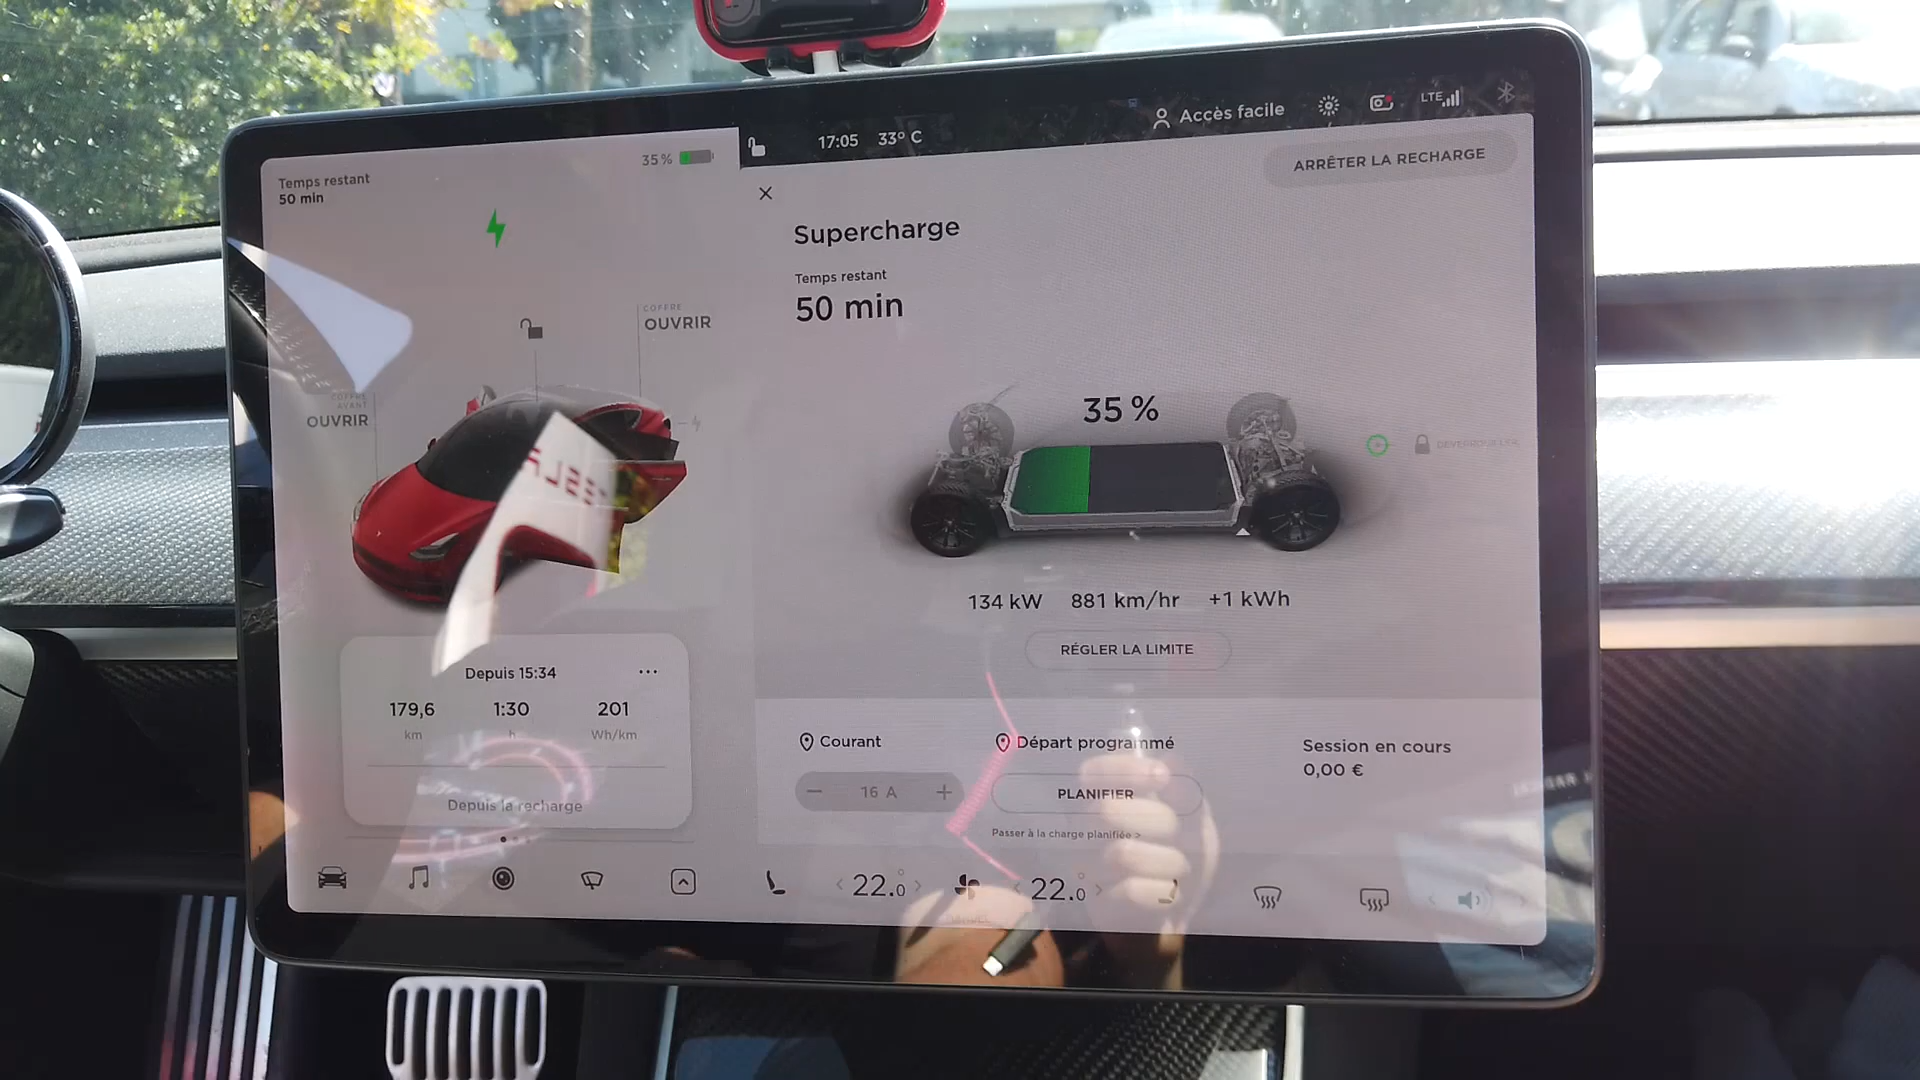 Temps restant
50 min
35 %
COFFRE
OUVRIR
COFFRE
AVANT
OUVRIR
Depuis 15:34
179,6
km
1:30
h
201
Wh/km
Depuis la recharge
17:05
33° C
Accès facile
LTE
ARRÊTER LA RECHARGE
Supercharge
Temps restant
50 min
35 %
DÉVERROUILLER
134 kW
881 km/hr
+1 kWh
RÉGLER LA LIMITE
Courant
16 A
Départ programmé
PLANIFIER
Passer à la charge planifiée >
Session en cours
0,00 €
22.0
22.0